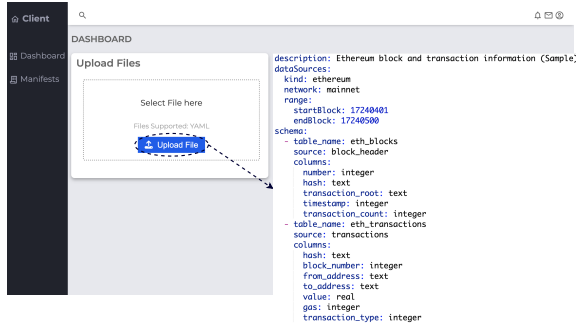 Client
Dashboard
Manifests
DASHBOARD
Upload Files
Select File here
Files Supported: YAML
Upload File
description: Ethereum block and transaction information (Sample)
dataSources:
  kind: ethereum
  network: mainnet
  range:
    startBlock: 17240401
    endBlock: 17240500
schema:
  - table_name: eth_blocks
    source: block_header
    columns:
      number: integer
      hash: text
      transaction_root: text
      timestamp: integer
      transaction_count: integer
  - table_name: eth_transactions
    source: transactions
    columns:
      hash: text
      block_number: integer
      from_address: text
      to_address: text
      value: real
      gas: integer
      transaction_type: integer